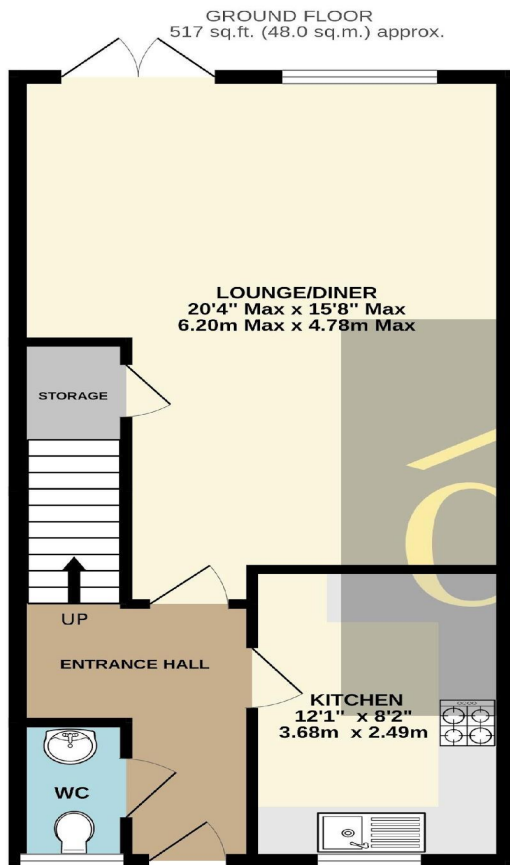 GROUND FLOOR
517 sq.ft. (48.0 sq.m.) approx.
LOUNGE/DINER
20'4" Max x 15'8" Max
6.20m Max x 4.78m Max
STORAGE
UP
ENTRANCE HALL
KITCHEN
12'1" x 8'2"
3.68m x 2.49m
WC